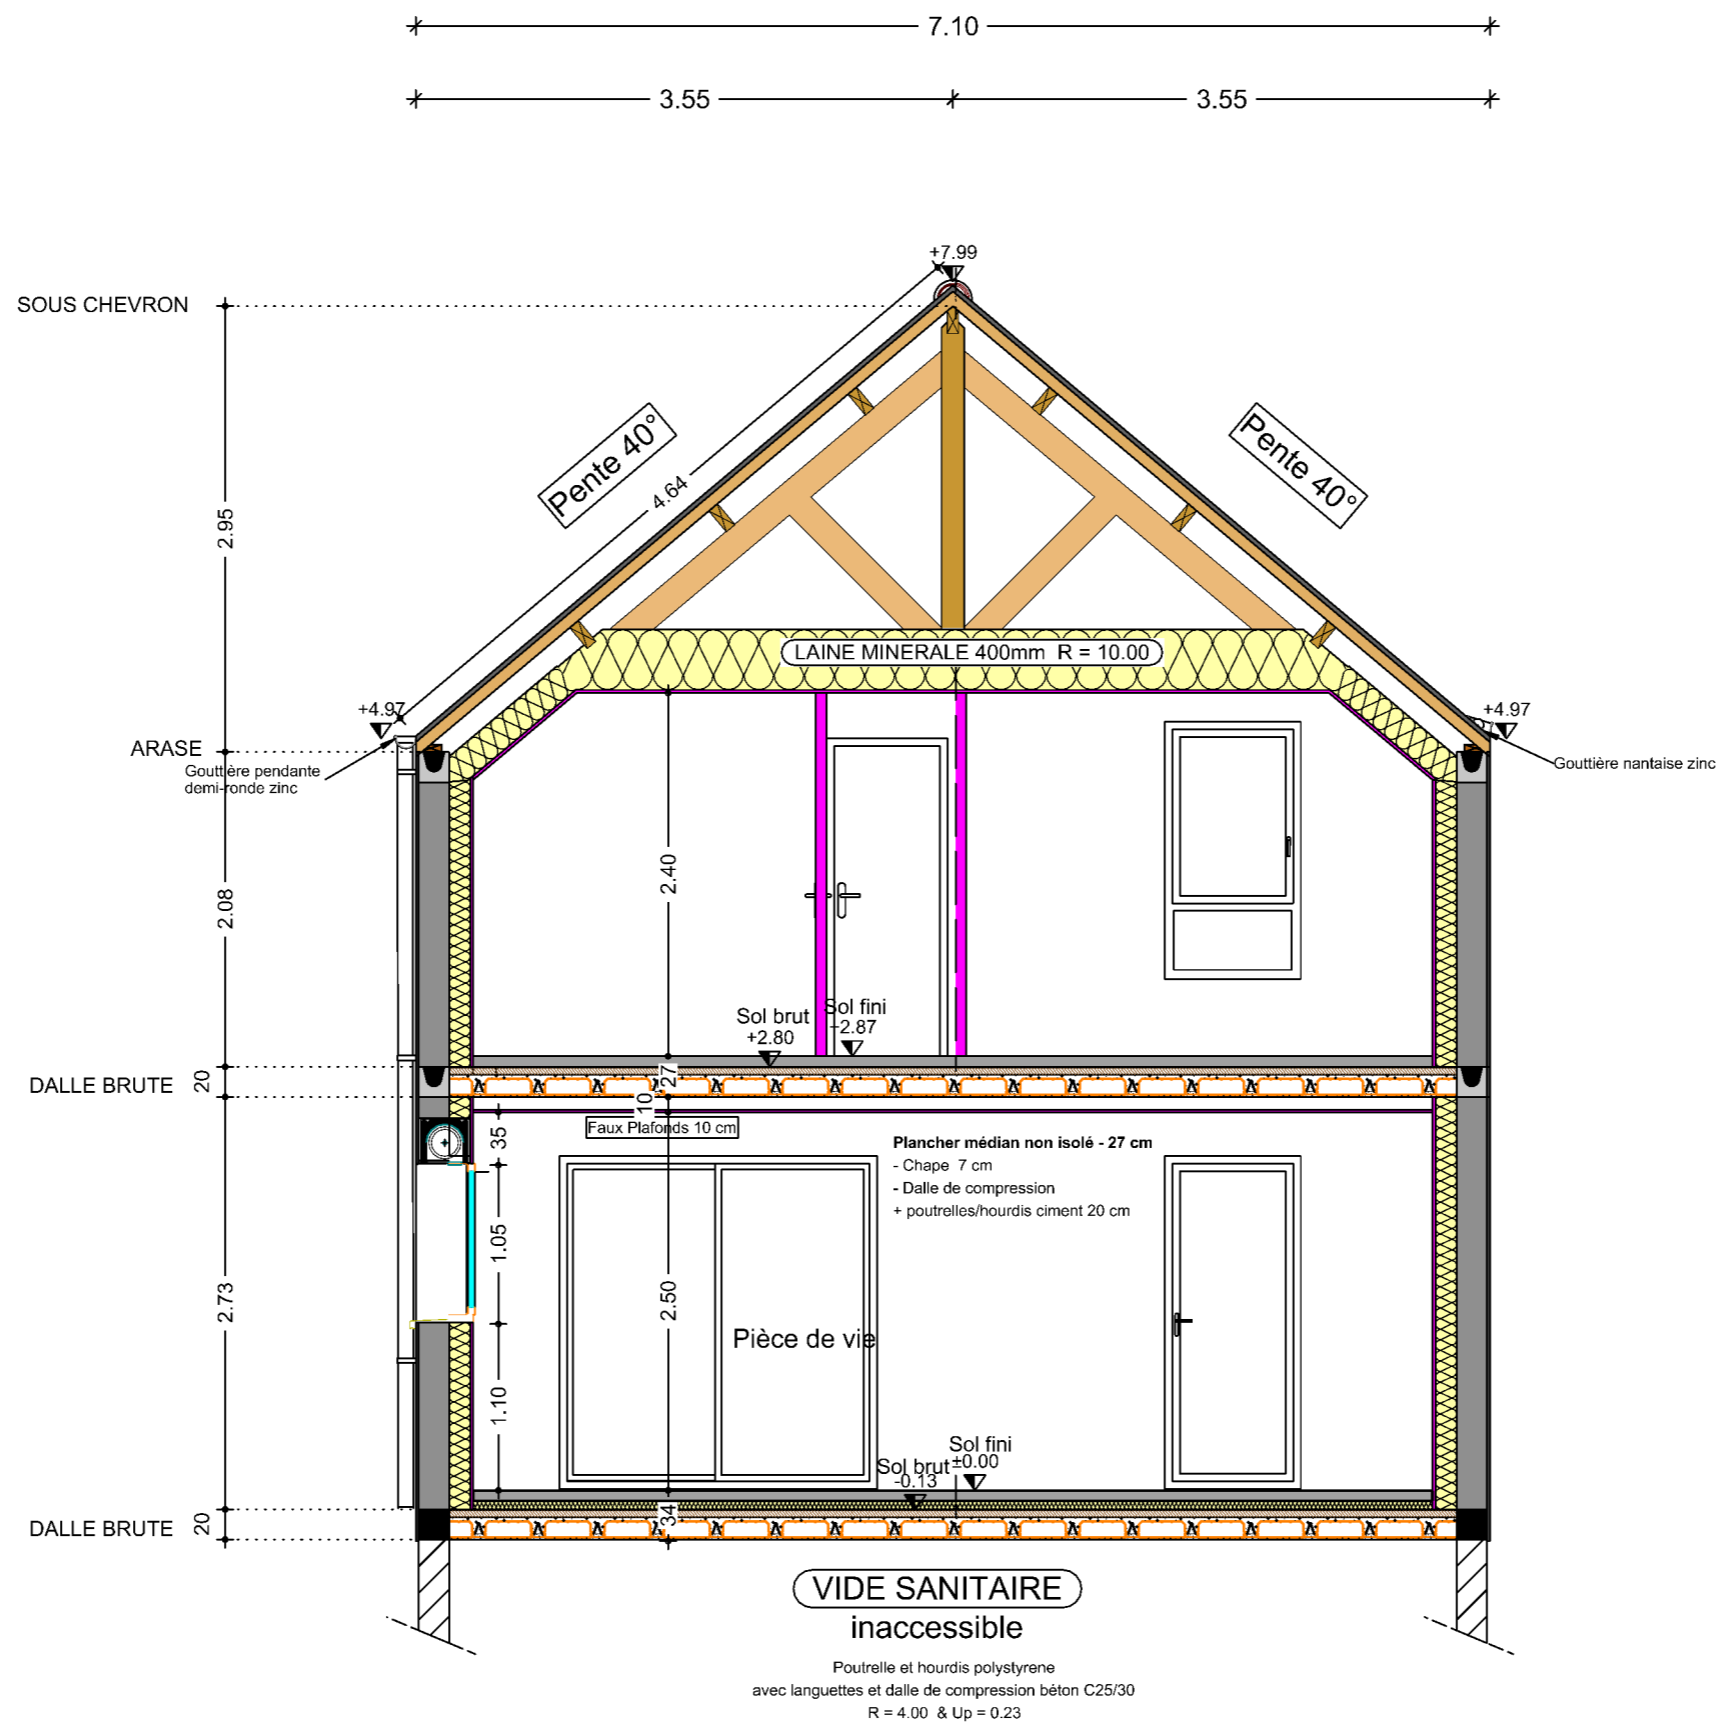 7.10
3.55
3.55
+7.99
SOUS CHEVRON
Pente 40°
Pente 40°
4.64
2.95
LAINE MINERALE 400mm R = 10.00
+4.97
+4.97
ARASE
Gouttière pendante
demi-ronde zinc
Gouttière nantaise zinc
2.40
2.08
Sol brut
+2.80
Sol fini
+2.87
DALLE BRUTE
20
27
10
Faux Plafonds 10 cm
35
Plancher médian non isolé - 27 cm
- Chape 7 cm
- Dalle de compression
+ poutrelles/hourdis ciment 20 cm
1.05
2.73
2.50
Pièce de vie
1.10
Sol fini
±0.00
Sol brut
-0.13
DALLE BRUTE
20
34
VIDE SANITAIRE
inaccessible
Poutrelle et hourdis polystyrene
avec languettes et dalle de compression béton C25/30
R = 4.00 & Up = 0.23